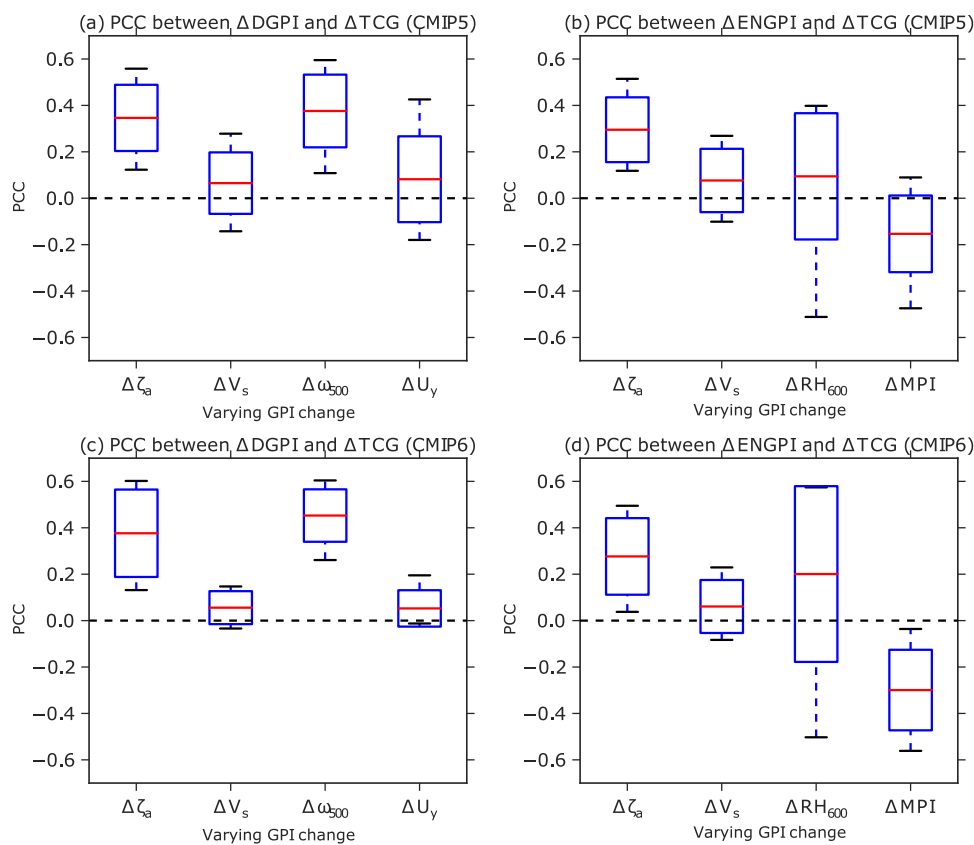 (a) PCC between ΔDGPI and ΔTCG (CMIP5)
0.6
0.4
0.2
0.0
−0.2
−0.4
−0.6
PCC
Δζₐ
ΔVₛ
Δω₅₀₀
ΔU_y
Varying GPI change
(b) PCC between ΔENGPI and ΔTCG (CMIP5)
0.6
0.4
0.2
0.0
−0.2
−0.4
−0.6
PCC
Δζₐ
ΔVₛ
ΔRH₆₀₀
ΔMPI
Varying GPI change
(c) PCC between ΔDGPI and ΔTCG (CMIP6)
0.6
0.4
0.2
0.0
−0.2
−0.4
−0.6
PCC
Δζₐ
ΔVₛ
Δω₅₀₀
ΔU_y
Varying GPI change
(d) PCC between ΔENGPI and ΔTCG (CMIP6)
0.6
0.4
0.2
0.0
−0.2
−0.4
−0.6
PCC
Δζₐ
ΔVₛ
ΔRH₆₀₀
ΔMPI
Varying GPI change